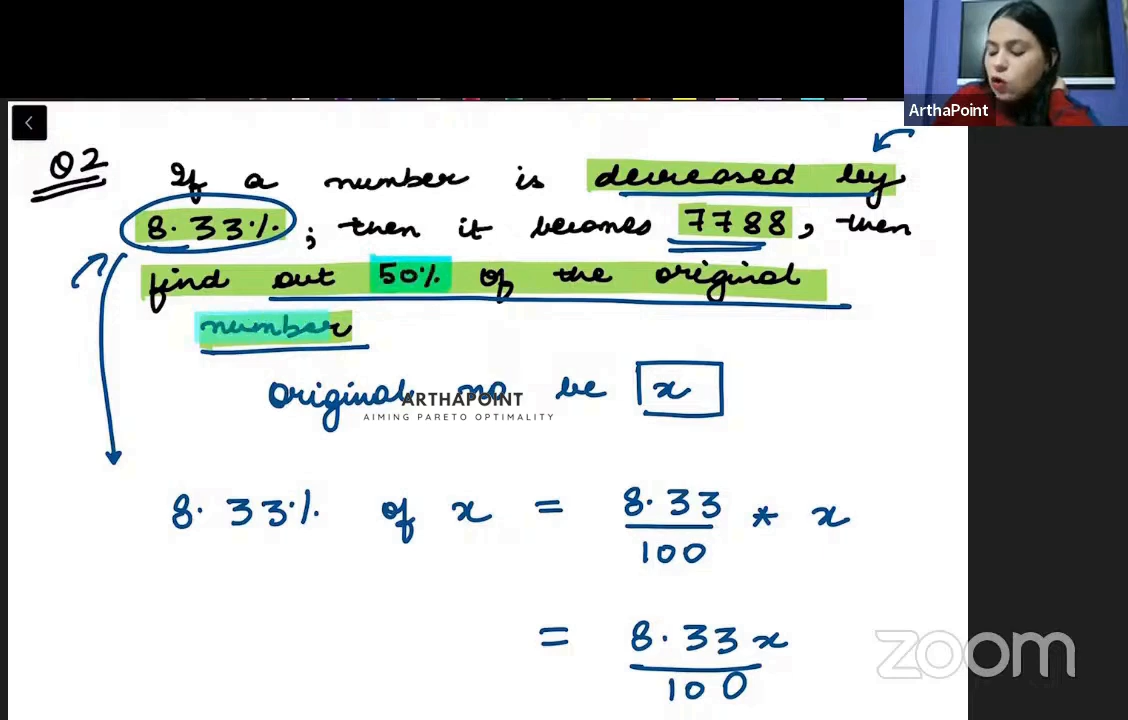 ArthaPoint
Q2 If a number is decreased by
8.33%; then it becomes 7788, then
find out 50% of the original
number
original no be x
ARTHAPOINT
AIMING PARETO OPTIMALITY
8.33% of x = 8.33/100 * x
= 8.33x/100
zoom